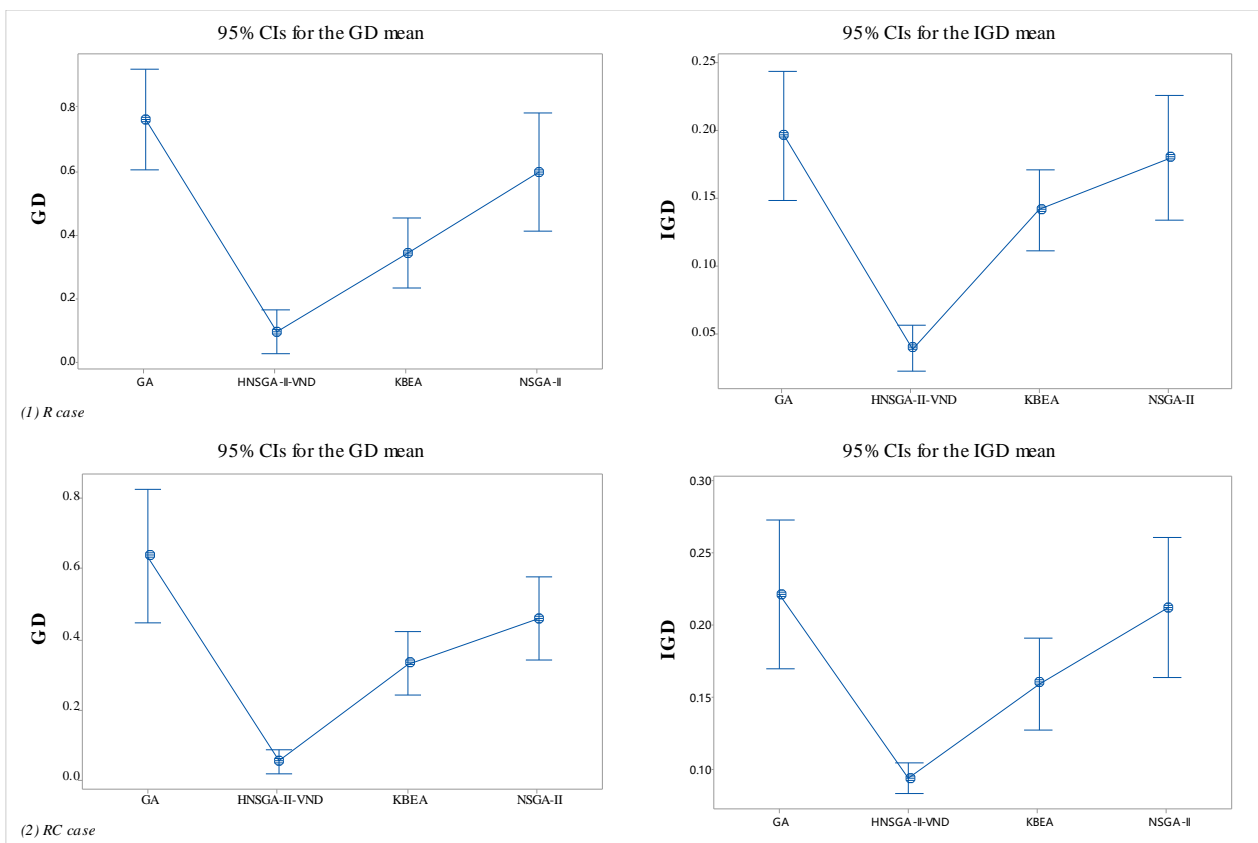 95% CIs for the GD mean
GD
0.8
0.6
0.4
0.2
0.0
GA HNSGA-II-VND KBEA NSGA-II
95% CIs for the IGD mean
IGD
0.25
0.20
0.15
0.10
0.05
GA HNSGA-II-VND KBEA NSGA-II
(1) R case
95% CIs for the GD mean
GD
0.8
0.6
0.4
0.2
0.0
GA HNSGA-II-VND KBEA NSGA-II
95% CIs for the IGD mean
IGD
0.30
0.25
0.20
0.15
0.10
GA HNSGA-II-VND KBEA NSGA-II
(2) RC case